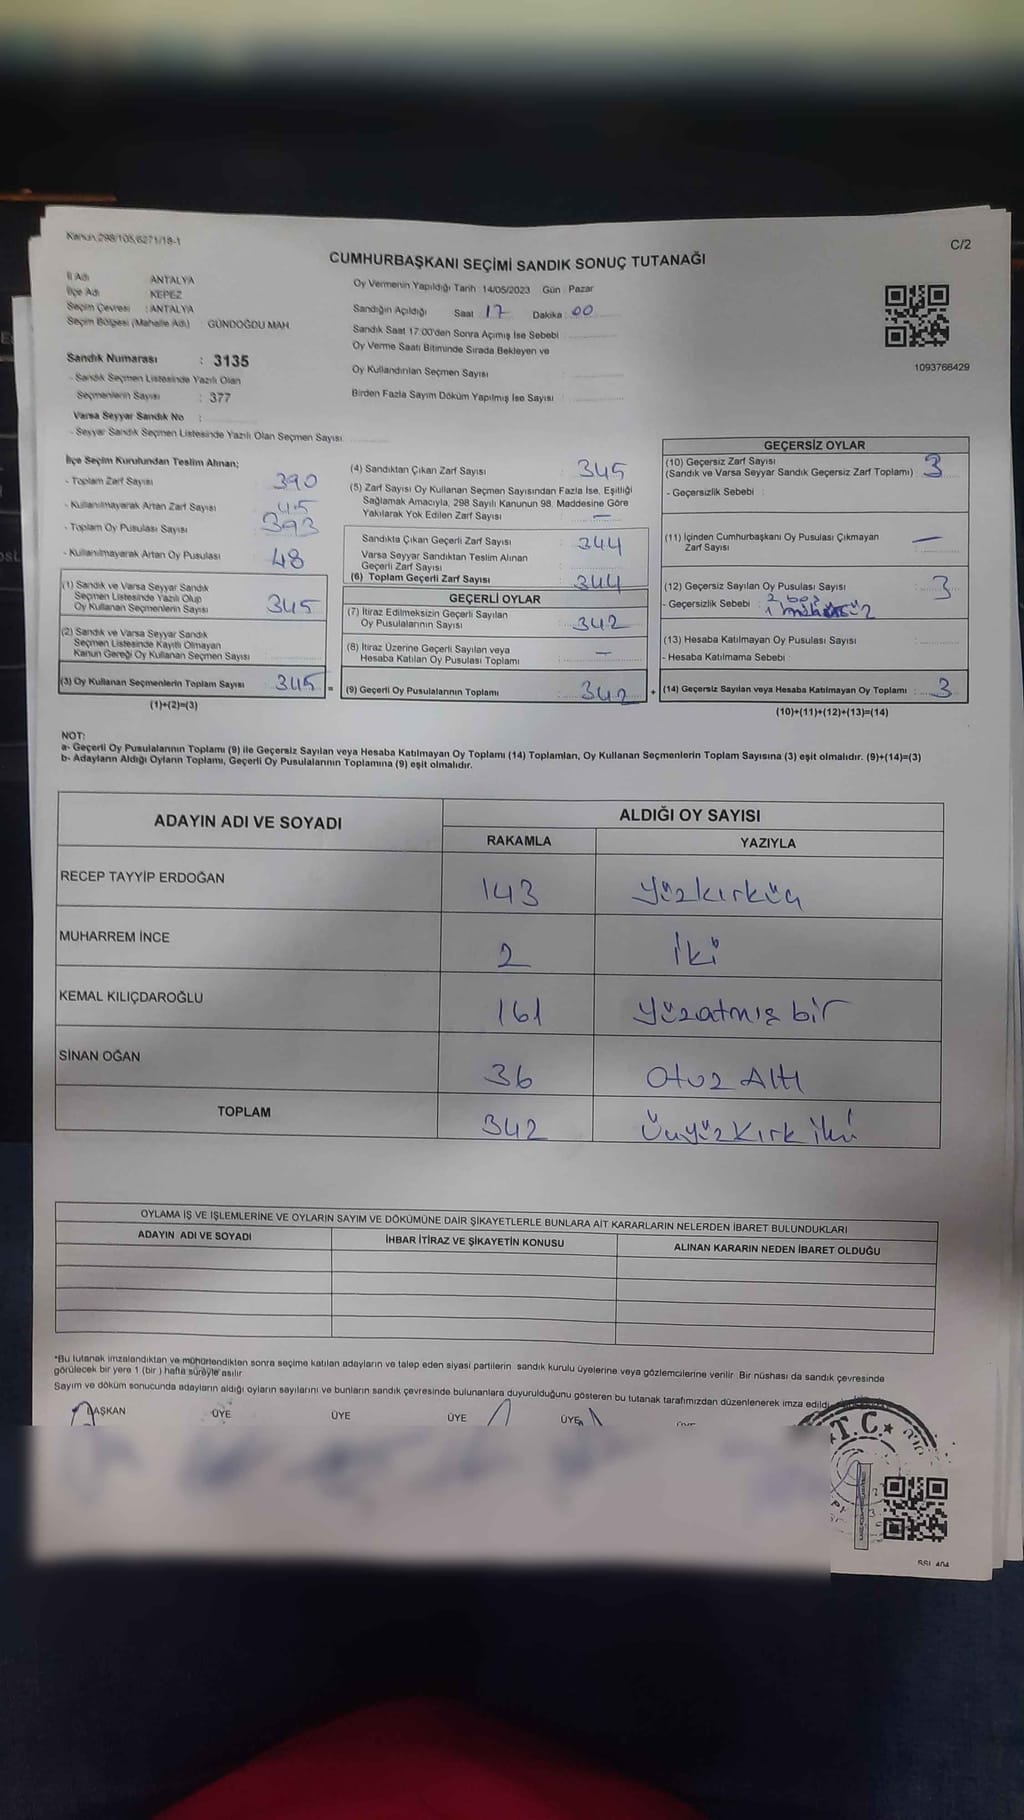 Kanun.298/105,6271/18-1
C/2
CUMHURBAŞKANI SEÇİMİ SANDIK SONUÇ TUTANAĞI
İl Adı ANTALYA
İlçe Adı KEPEZ
Seçim Çevresi : ANTALYA
Seçim Bölgesi (Mahalle Adı) : GÜNDOĞDU MAH.
Oy Vermenin Yapıldığı Tarih : 14/05/2023 Gün : Pazar
Sandığın Açıldığı Saat : 17 Dakika : 00
Sandık Saat 17:00'den Sonra Açımış İse Sebebi :
Oy Verme Saati Bitiminde Sırada Bekleyen ve
Oy Kullandırılan Seçmen Sayısı :
Birden Fazla Sayım Döküm Yapılmış İse Sayısı :
1093766429
Sandık Numarası : 3135
- Sandık Seçmen Listesinde Yazılı Olan
Seçmenlerin Sayısı : 377
Varsa Seyyar Sandık No :
- Seyyar Sandık Seçmen Listesinde Yazılı Olan Seçmen Sayısı:
İlçe Seçim Kurulundan Teslim Alınan;
- Toplam Zarf Sayısı 390
- Kullanılmayarak Artan Zarf Sayısı 45
- Toplam Oy Pusulası Sayısı 393
- Kullanılmayarak Artan Oy Pusulası 48
(1) Sandık ve Varsa Seyyar Sandık
Seçmen Listesinde Yazılı Olup
Oy Kullanan Seçmenlerin Sayısı 345
(2) Sandık ve Varsa Seyyar Sandık
Seçmen Listesinde Kayıtlı Olmayan
Kanun Gereği Oy Kullanan Seçmen Sayısı :
(3) Oy Kullanan Seçmenlerin Toplam Sayısı 345 =
(1)+(2)=(3)
(4) Sandıktan Çıkan Zarf Sayısı : 345
(5) Zarf Sayısı Oy Kullanan Seçmen Sayısından Fazla İse, Eşitliği
Sağlamak Amacıyla, 298 Sayılı Kanunun 98. Maddesine Göre
Yakılarak Yok Edilen Zarf Sayısı : —
Sandıkta Çıkan Geçerli Zarf Sayısı : 344
Varsa Seyyar Sandıktan Teslim Alınan
Geçerli Zarf Sayısı
(6) Toplam Geçerli Zarf Sayısı : 344
GEÇERLİ OYLAR
(7) İtiraz Edilmeksizin Geçerli Sayılan
Oy Pusulalarının Sayısı : 342
(8) İtiraz Üzerine Geçerli Sayılan veya
Hesaba Katılan Oy Pusulası Toplamı : —
(9) Geçerli Oy Pusulalarının Toplamı : 342 +
GEÇERSİZ OYLAR
(10) Geçersiz Zarf Sayısı
(Sandık ve Varsa Seyyar Sandık Geçersiz Zarf Toplamı) : 3
- Geçersizlik Sebebi :
(11) İçinden Cumhurbaşkanı Oy Pusulası Çıkmayan
Zarf Sayısı —
(12) Geçersiz Sayılan Oy Pusulası Sayısı 3
- Geçersizlik Sebebi : 2 boş
(13) Hesaba Katılmayan Oy Pusulası Sayısı
- Hesaba Katılmama Sebebi :
(14) Geçersiz Sayılan veya Hesaba Katılmayan Oy Toplamı : 3
(10)+(11)+(12)+(13)=(14)
NOT:
a- Geçerli Oy Pusulalarının Toplamı (9) ile Geçersiz Sayılan veya Hesaba Katılmayan Oy Toplamı (14) Toplamları, Oy Kullanan Seçmenlerin Toplam Sayısına (3) eşit olmalıdır. (9)+(14)=(3)
b- Adayların Aldığı Oyların Toplamı, Geçerli Oy Pusulalarının Toplamına (9) eşit olmalıdır.
ADAYIN ADI VE SOYADI ALDIĞI OY SAYISI
RAKAMLA YAZIYLA
RECEP TAYYİP ERDOĞAN 143 Yüzkırküç
MUHARREM İNCE 2 İki
KEMAL KILIÇDAROĞLU 161 Yüzatmış bir
SİNAN OĞAN 36 Otuz Altı
TOPLAM 342 Üçyüz Kırk iki
OYLAMA İŞ VE İŞLEMLERİNE VE OYLARIN SAYIM VE DÖKÜMÜNE DAİR ŞİKAYETLERLE BUNLARA AİT KARARLARIN NELERDEN İBARET BULUNDUKLARI
ADAYIN ADI VE SOYADI İHBAR İTİRAZ VE ŞİKAYETİN KONUSU ALINAN KARARIN NEDEN İBARET OLDUĞU
*Bu tutanak imzalandıktan ve mühürlendikten sonra seçime katılan adayların ve talep eden siyasi partilerin sandık kurulu üyelerine veya gözlemcilerine verilir. Bir nüshası da sandık çevresinde
görülecek bir yere 1 (bir ) hafta süreyle asılır
Sayım ve döküm sonucunda adayların aldığı oyların sayılarını ve bunların sandık çevresinde bulunanlara duyurulduğunu gösteren bu tutanak tarafımızdan düzenlenerek imza edildi.
BAŞKAN ÜYE ÜYE ÜYE ÜYE
T.C.